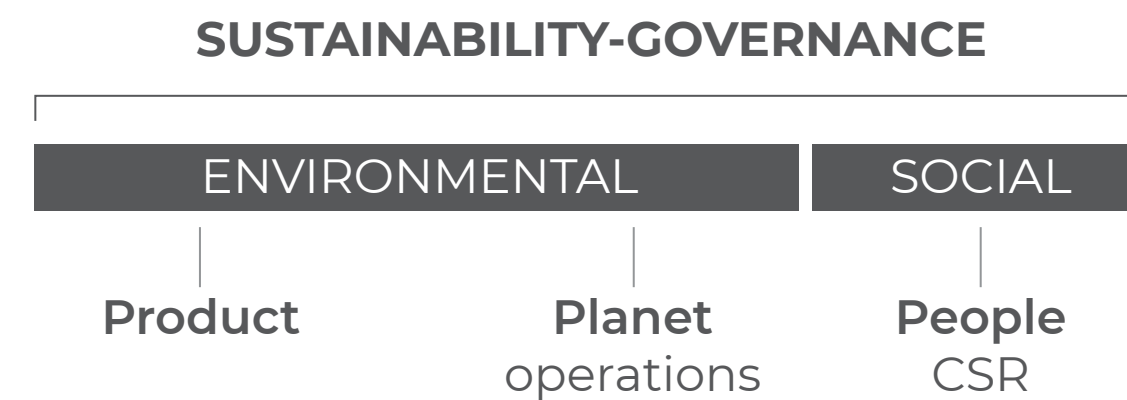 SUSTAINABILITY-GOVERNANCE
ENVIRONMENTAL SOCIAL
Product Planet People
operations CSR